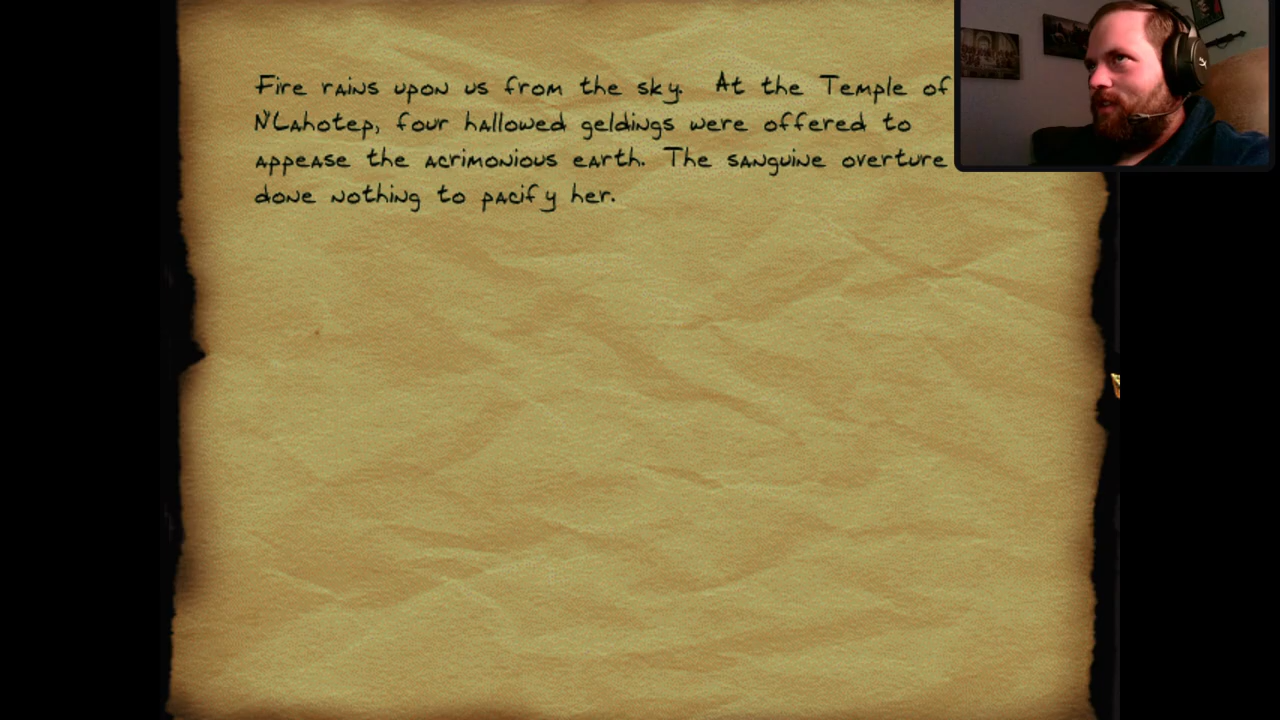 Fire rains upon us from the sky. At the Temple of
N'Lahotep, four hallowed geldings were offered to
appease the acrimonious earth. The sanguine overture
done nothing to pacify her.